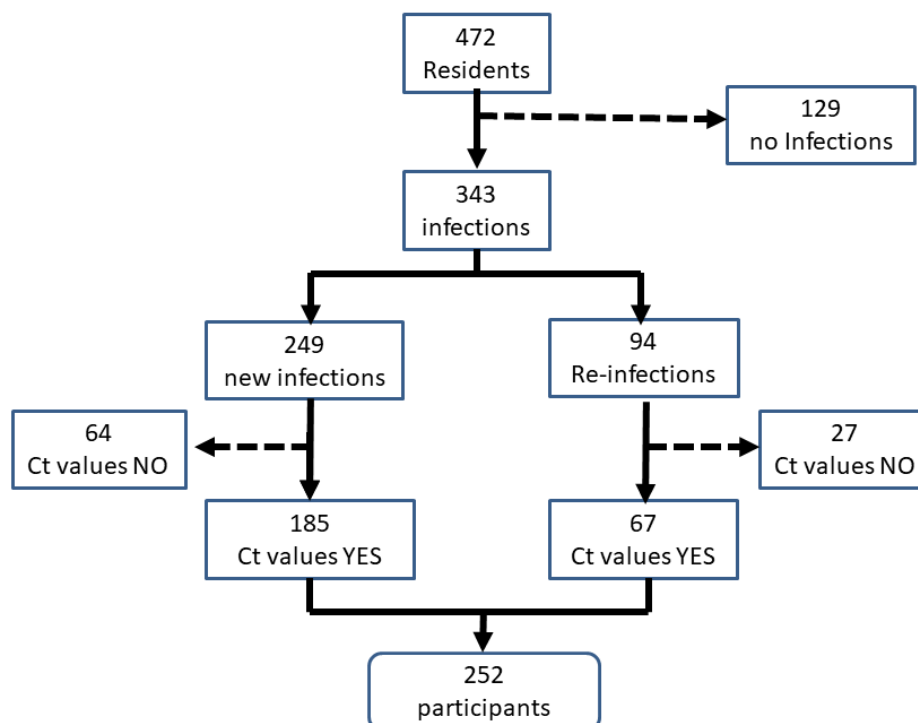 472
Residents
129
no Infections
343
infections
249
new infections
94
Re-infections
64
Ct values NO
27
Ct values NO
185
Ct values YES
67
Ct values YES
252
participants